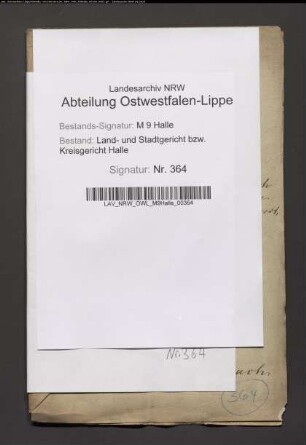 Landesarchiv NRW
Abteilung Ostwestfalen-Lippe
Bestands-Signatur: M 9 Halle
Bestand: Land- und Stadtgericht bzw.
Kreisgericht Halle
Signatur: Nr. 364
LAV_NRW_OWL_M9Halle_00364
Nr. 364
364